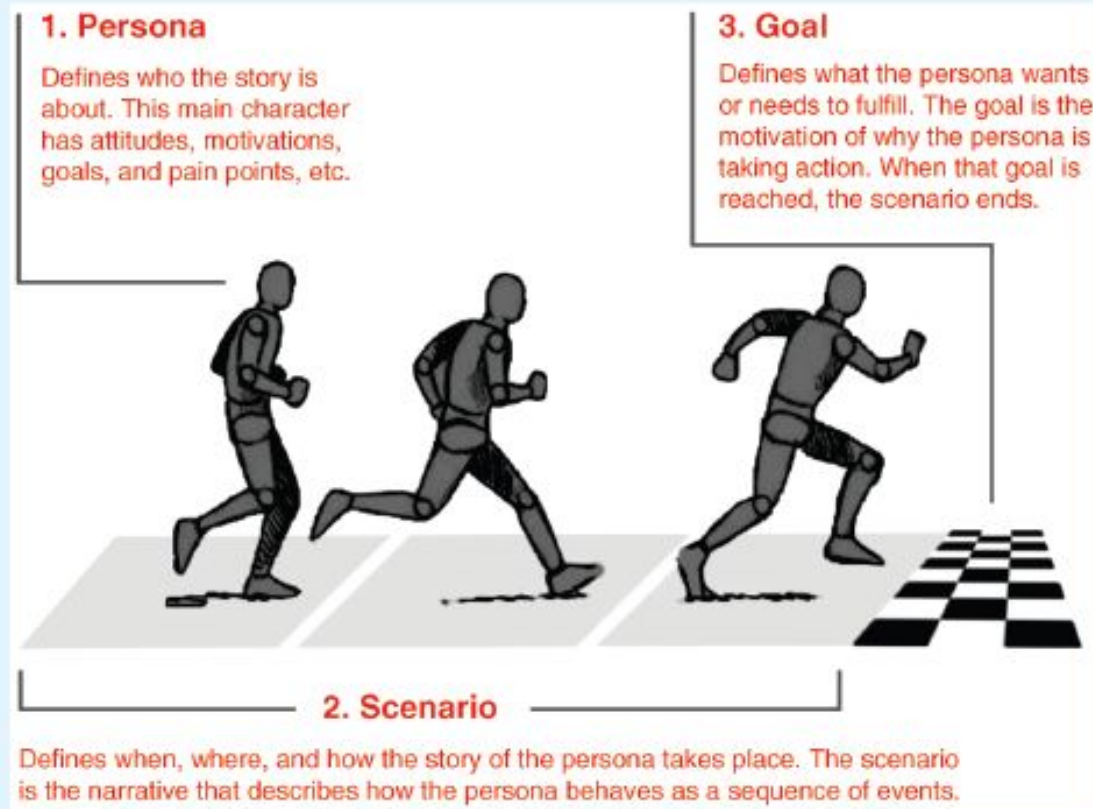 1. Persona
Defines who the story is
about. This main character
has attitudes, motivations,
goals, and pain points, etc.
3. Goal
Defines what the persona wants
or needs to fulfill. The goal is the
motivation of why the persona is
taking action. When that goal is
reached, the scenario ends.
2. Scenario
Defines when, where, and how the story of the persona takes place. The scenario
is the narrative that describes how the persona behaves as a sequence of events.